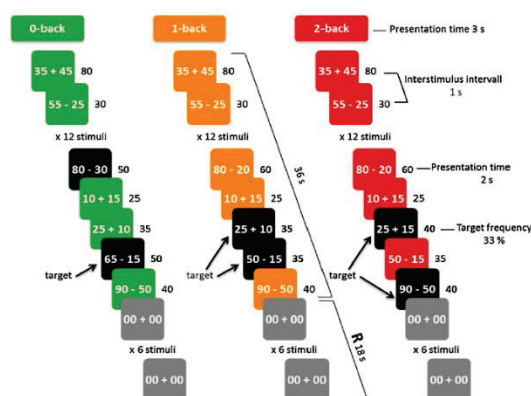 0-back 1-back 2-back Presentation time 3 s
35 + 45 80 35 + 45 80 35 + 45 80
Interstimulus intervall
1 s
55 - 25 30 55 - 25 30 55 - 25 30
x 12 stimuli x 12 stimuli x 12 stimuli
80 - 30 50 80 - 20 60 80 - 20 60 Presentation time
2 s
10 + 15 25 10 + 15 25 10 + 15 25
36 s
25 + 10 35 25 + 10 35 25 + 15 40 Target frequency
33 %
65 - 15 50 50 - 15 35 50 - 15 35
target target target
90 - 50 40 90 - 50 40 90 - 50 40
00 + 00 00 + 00 00 + 00
R 18 s
x 6 stimuli x 6 stimuli x 6 stimuli
00 + 00 00 + 00 00 + 00